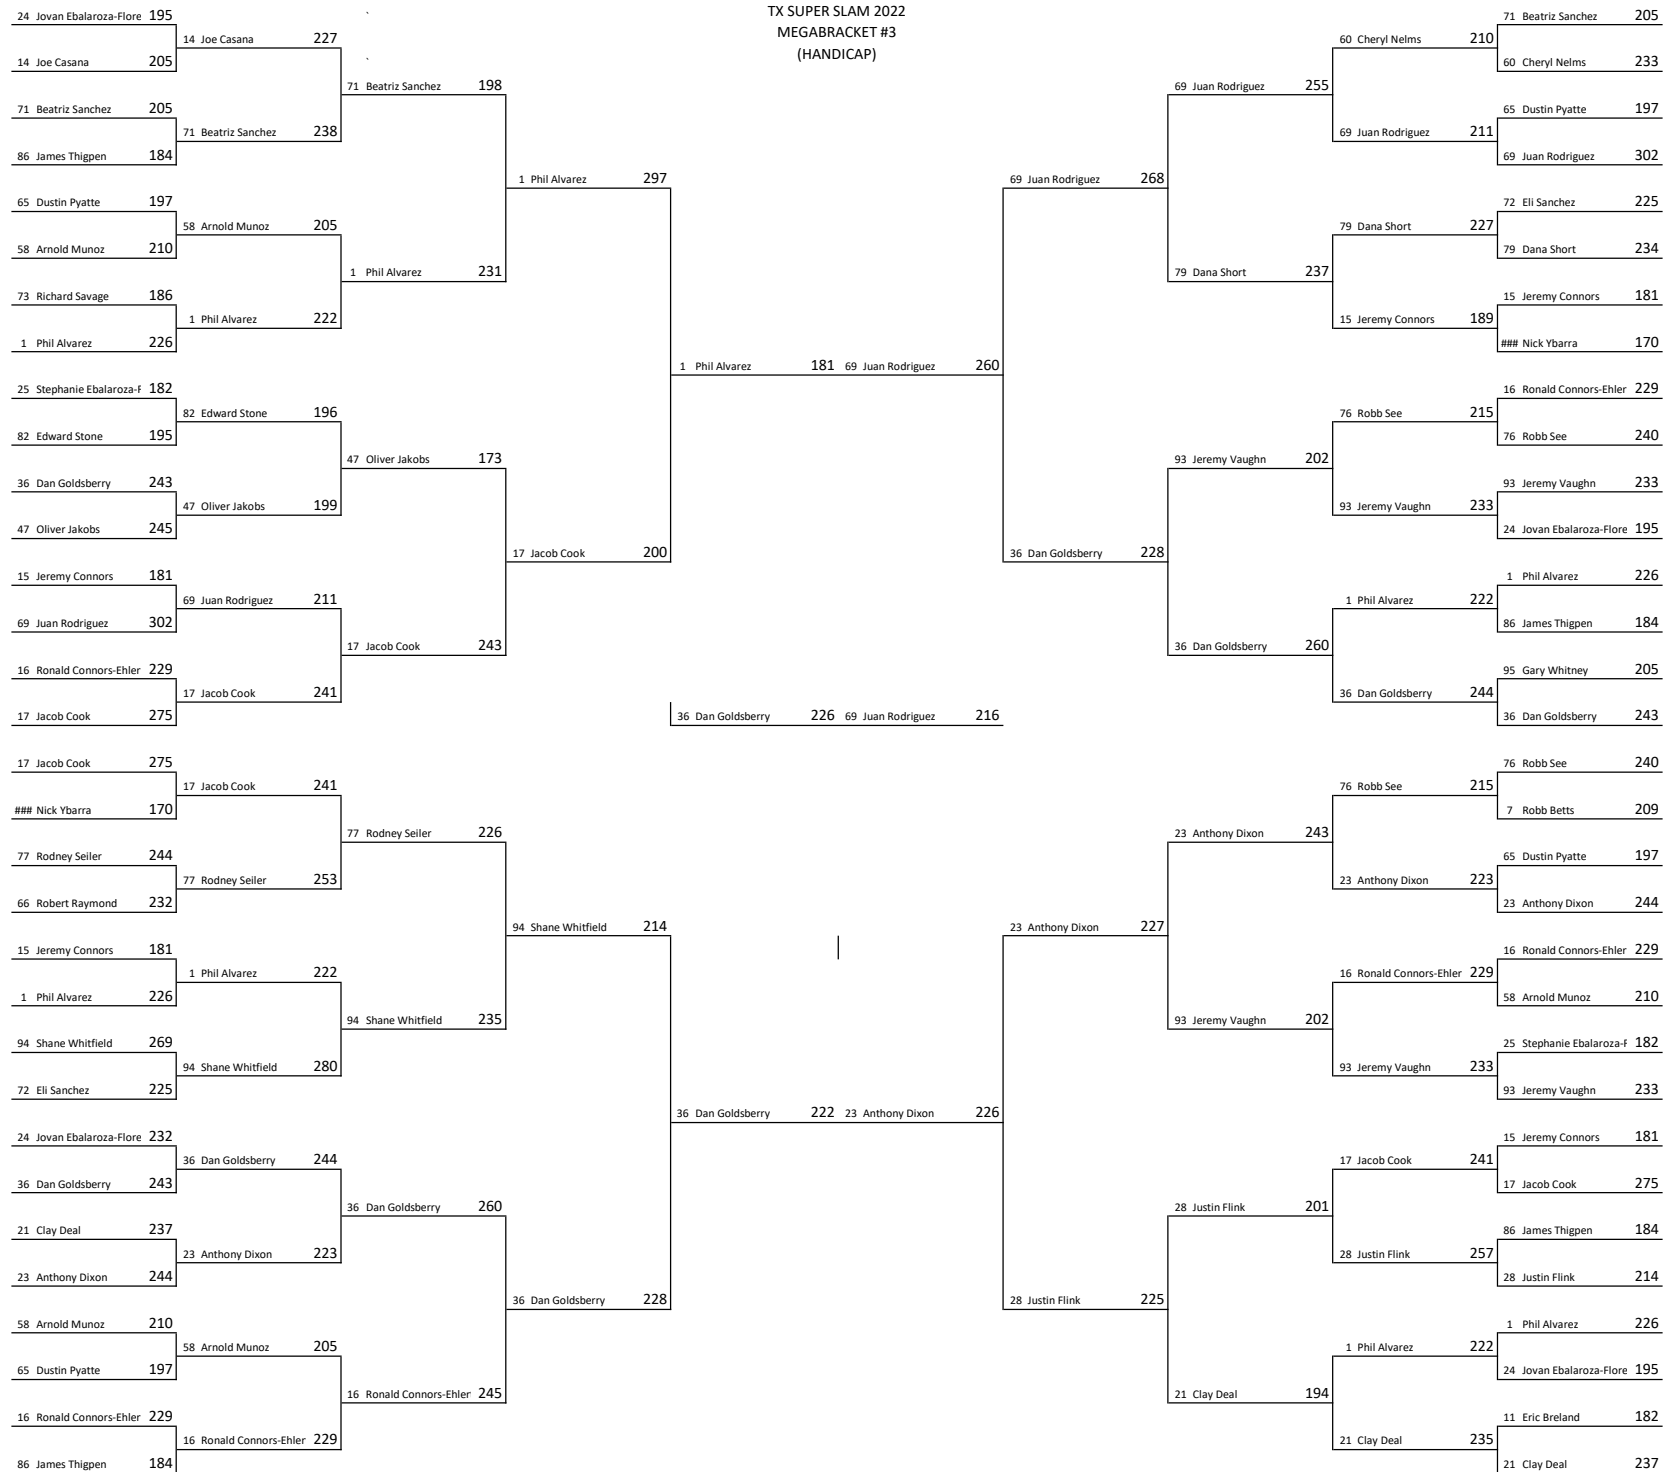 TX SUPER SLAM 2022
MEGABRACKET #3
(HANDICAP)
24 Jovan Ebalaroza-Flore 195
14 Joe Casana 205
71 Beatriz Sanchez 205
86 James Thigpen 184
65 Dustin Pyatte 197
58 Arnold Munoz 210
73 Richard Savage 186
1 Phil Alvarez 226
25 Stephanie Ebalaroza-F 182
82 Edward Stone 195
36 Dan Goldsberry 243
47 Oliver Jakobs 245
15 Jeremy Connors 181
69 Juan Rodriguez 302
16 Ronald Connors-Ehler 229
17 Jacob Cook 275
17 Jacob Cook 275
### Nick Ybarra 170
77 Rodney Seiler 244
66 Robert Raymond 232
15 Jeremy Connors 181
1 Phil Alvarez 226
94 Shane Whitfield 269
72 Eli Sanchez 225
24 Jovan Ebalaroza-Flore 232
36 Dan Goldsberry 243
21 Clay Deal 237
23 Anthony Dixon 244
58 Arnold Munoz 210
65 Dustin Pyatte 197
16 Ronald Connors-Ehler 229
86 James Thigpen 184
14 Joe Casana 227
71 Beatriz Sanchez 238
58 Arnold Munoz 205
1 Phil Alvarez 222
82 Edward Stone 196
47 Oliver Jakobs 199
69 Juan Rodriguez 211
17 Jacob Cook 241
17 Jacob Cook 241
77 Rodney Seiler 253
1 Phil Alvarez 222
94 Shane Whitfield 280
36 Dan Goldsberry 244
23 Anthony Dixon 223
58 Arnold Munoz 205
16 Ronald Connors-Ehler 229
71 Beatriz Sanchez 198
1 Phil Alvarez 231
47 Oliver Jakobs 173
17 Jacob Cook 243
77 Rodney Seiler 226
94 Shane Whitfield 235
36 Dan Goldsberry 260
16 Ronald Connors-Ehler 245
1 Phil Alvarez 297
17 Jacob Cook 200
94 Shane Whitfield 214
36 Dan Goldsberry 228
1 Phil Alvarez 181 69 Juan Rodriguez 260
36 Dan Goldsberry 226 69 Juan Rodriguez 216
36 Dan Goldsberry 222 23 Anthony Dixon 226
69 Juan Rodriguez 268
36 Dan Goldsberry 228
23 Anthony Dixon 227
28 Justin Flink 225
69 Juan Rodriguez 255
79 Dana Short 237
93 Jeremy Vaughn 202
36 Dan Goldsberry 260
23 Anthony Dixon 243
93 Jeremy Vaughn 202
28 Justin Flink 201
21 Clay Deal 194
60 Cheryl Nelms 210
69 Juan Rodriguez 211
79 Dana Short 227
15 Jeremy Connors 189
76 Robb See 215
93 Jeremy Vaughn 233
1 Phil Alvarez 222
36 Dan Goldsberry 244
76 Robb See 215
23 Anthony Dixon 223
16 Ronald Connors-Ehler 229
93 Jeremy Vaughn 233
17 Jacob Cook 241
28 Justin Flink 257
1 Phil Alvarez 222
21 Clay Deal 235
71 Beatriz Sanchez 205
60 Cheryl Nelms 233
65 Dustin Pyatte 197
69 Juan Rodriguez 302
72 Eli Sanchez 225
79 Dana Short 234
15 Jeremy Connors 181
### Nick Ybarra 170
16 Ronald Connors-Ehler 229
76 Robb See 240
93 Jeremy Vaughn 233
24 Jovan Ebalaroza-Flore 195
1 Phil Alvarez 226
86 James Thigpen 184
95 Gary Whitney 205
36 Dan Goldsberry 243
76 Robb See 240
7 Robb Betts 209
65 Dustin Pyatte 197
23 Anthony Dixon 244
16 Ronald Connors-Ehler 229
58 Arnold Munoz 210
25 Stephanie Ebalaroza-F 182
93 Jeremy Vaughn 233
15 Jeremy Connors 181
17 Jacob Cook 275
86 James Thigpen 184
28 Justin Flink 214
1 Phil Alvarez 226
24 Jovan Ebalaroza-Flore 195
11 Eric Breland 182
21 Clay Deal 237